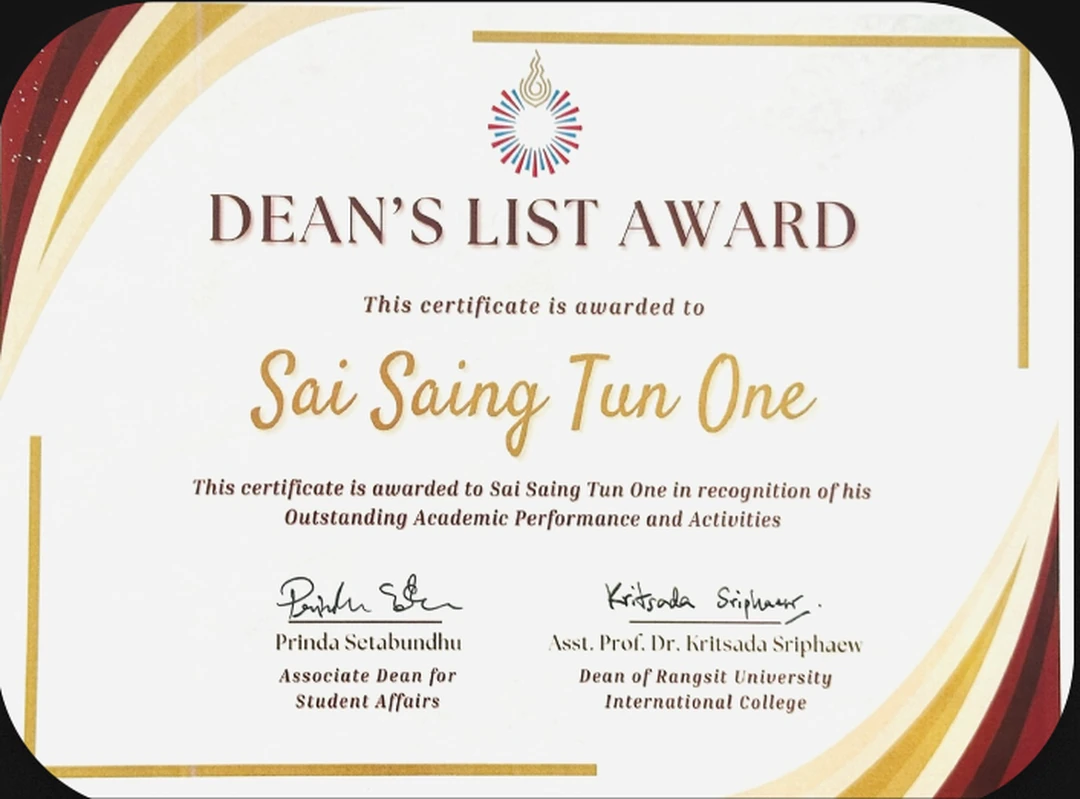 DEAN'S LIST AWARD
This certificate is awarded to
Sai Saing Tun One
This certificate is awarded to Sai Saing Tun One in recognition of his
Outstanding Academic Performance and Activities
Prinda Kritsada Sriphaew.
Prinda Setabundhu Asst. Prof. Dr. Kritsada Sriphaew
Associate Dean for Dean of Rangsit University
Student Affairs International College